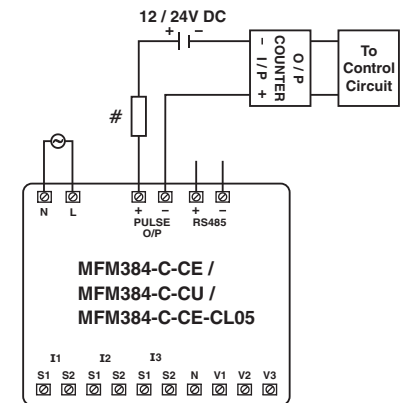 12 / 24V DC
+ −
− I/P +
COUNTER
O / P
To
Control
Circuit
#
N L + − + −
PULSE
O/P
RS485
MFM384-C-CE /
MFM384-C-CU /
MFM384-C-CE-CL05
I1 I2 I3
S1 S2 S1 S2 S1 S2 N V1 V2 V3